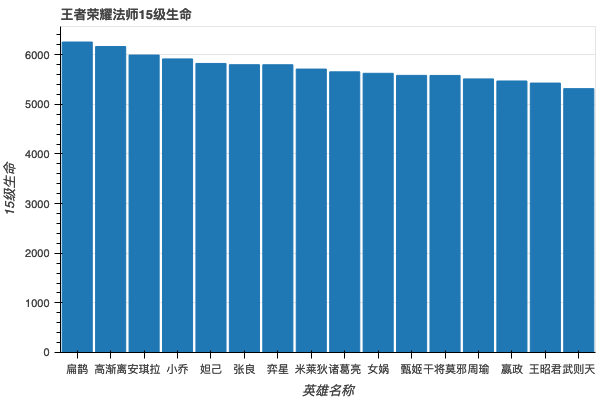 王者荣耀法师15级生命
15级生命
6000
5000
4000
3000
2000
1000
0
扁鹊 高渐离 安琪拉 小乔 妲己 张良 弈星 米莱狄 诸葛亮 女娲 甄姬 干将莫邪 周瑜 嬴政 王昭君 武则天
英雄名称